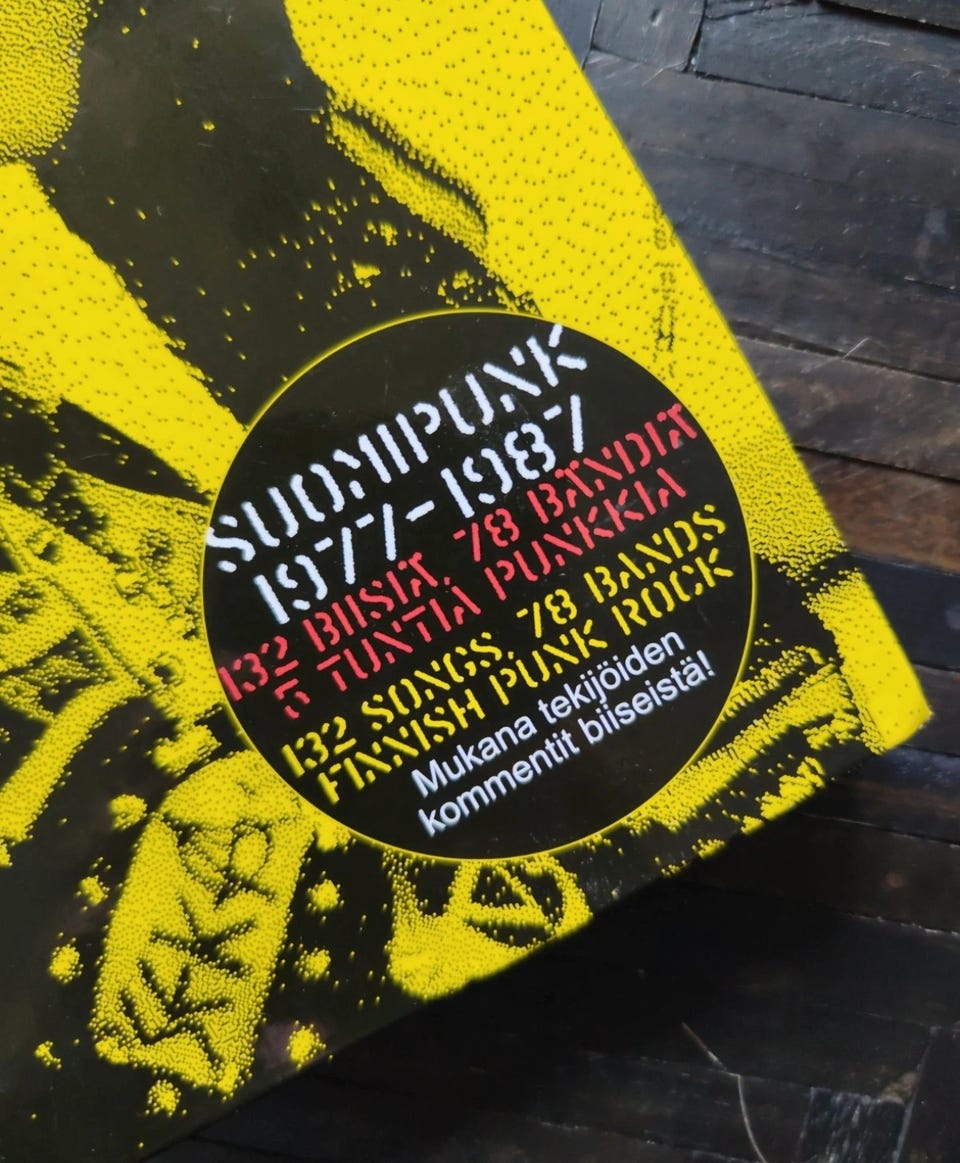 SUOMIPUNK
1977–1987
132 BIISIÄ, 78 BÄNDIÄ
5 TUNTIA PUNKKIA
132 SONGS, 78 BANDS
FINNISH PUNK ROCK
Mukana tekijöiden
kommentit biiseistä!